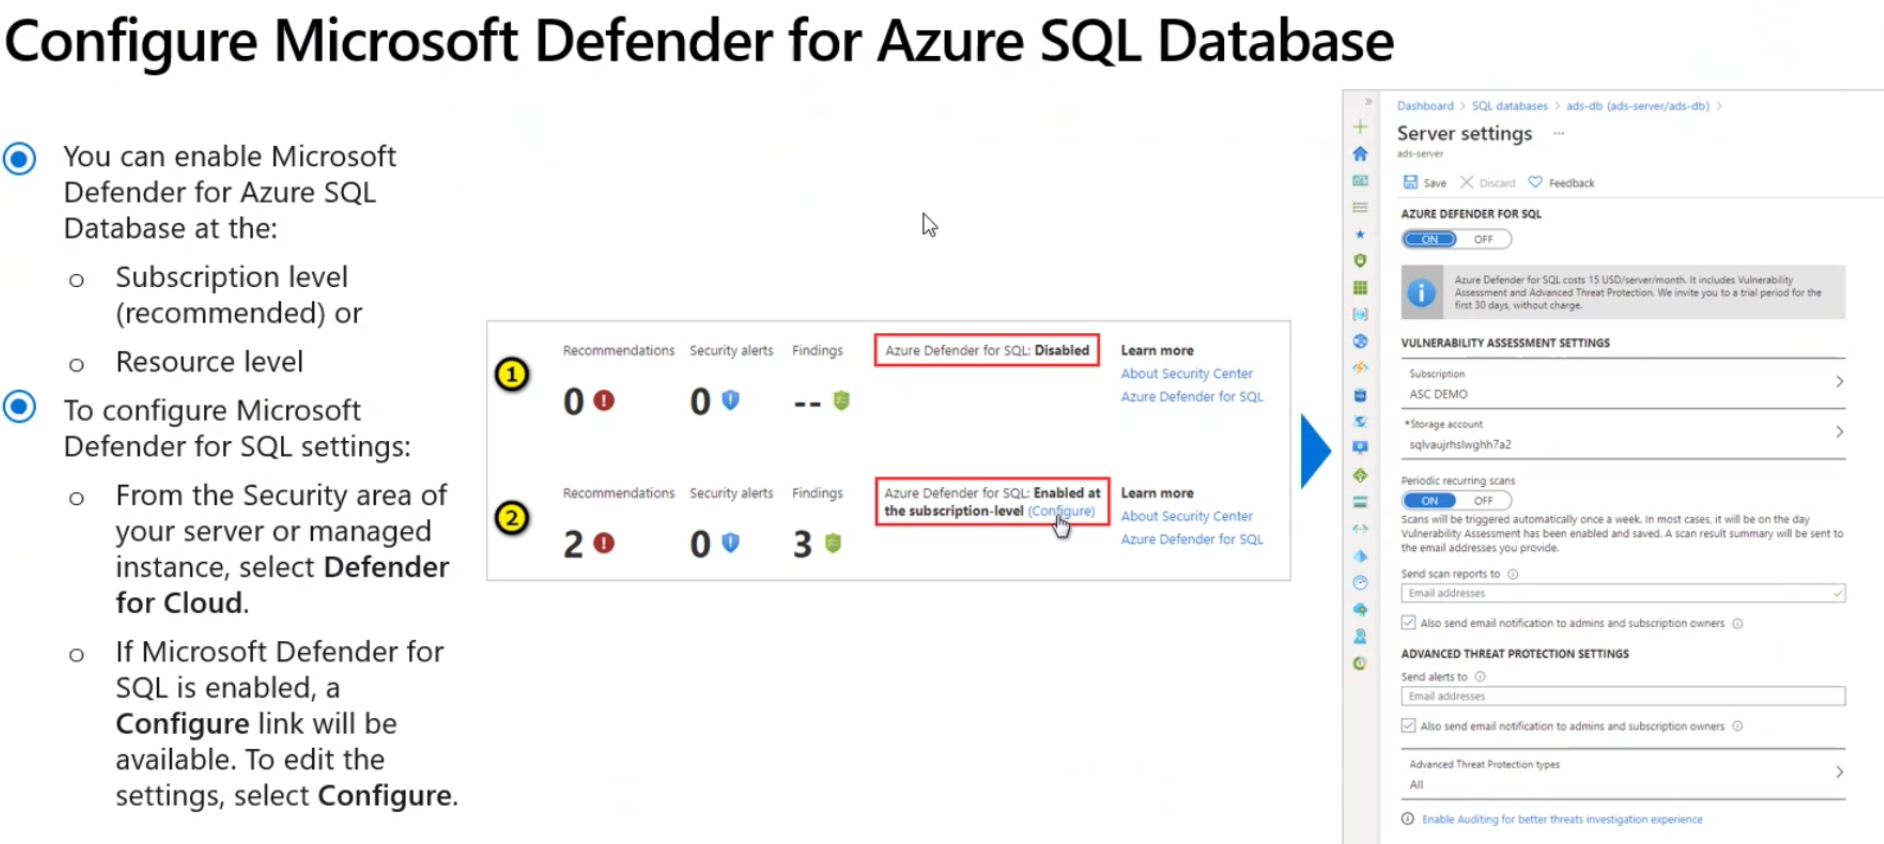 Configure Microsoft Defender for Azure SQL Database
You can enable Microsoft
Defender for Azure SQL
Database at the:
o Subscription level
(recommended) or
o Resource level
To configure Microsoft
Defender for SQL settings:
o From the Security area of
your server or managed
instance, select Defender
for Cloud.
o If Microsoft Defender for
SQL is enabled, a
Configure link will be
available. To edit the
settings, select Configure.
1
Recommendations Security alerts Findings Azure Defender for SQL: Disabled Learn more
About Security Center
0 0 -- Azure Defender for SQL
2
Recommendations Security alerts Findings Azure Defender for SQL: Enabled at Learn more
the subscription-level (Configure) About Security Center
2 0 3 Azure Defender for SQL
Dashboard > SQL databases > ads-db (ads-server/ads-db) >
Server settings ...
ads-server
Save Discard Feedback
AZURE DEFENDER FOR SQL
ON OFF
Azure Defender for SQL costs 15 USD/server/month. It includes Vulnerability
Assessment and Advanced Threat Protection. We invite you to a trial period for the
first 30 days, without charge.
VULNERABILITY ASSESSMENT SETTINGS
Subscription
ASC DEMO
*Storage account
sqlvaujrhslwghh7a2
Periodic recurring scans
ON OFF
Scans will be triggered automatically once a week. In most cases, it will be on the day
Vulnerability Assessment has been enabled and saved. A scan result summary will be sent to
the email addresses you provide.
Send scan reports to
Email addresses
Also send email notification to admins and subscription owners
ADVANCED THREAT PROTECTION SETTINGS
Send alerts to
Email addresses
Also send email notification to admins and subscription owners
Advanced Threat Protection types
All
Enable Auditing for better threats investigation experience